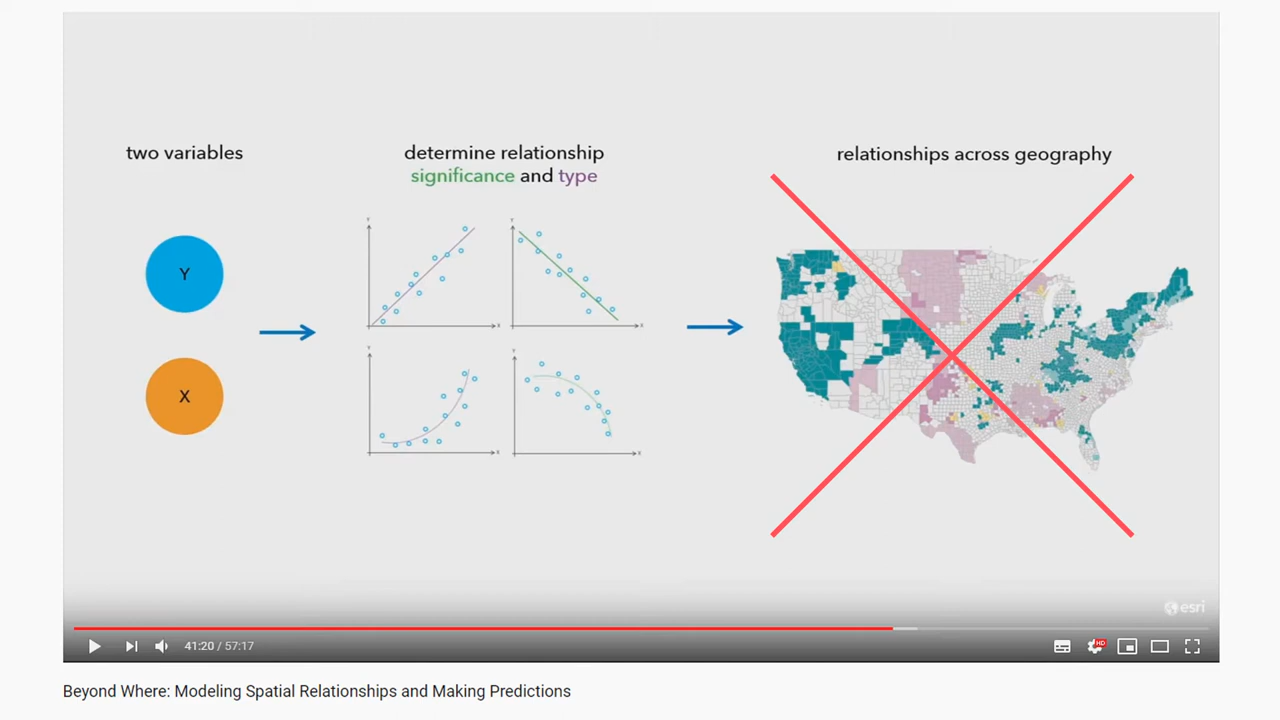 two variables
determine relationship
significance and type
relationships across geography
Y
X
Y
X
Y
X
Y
X
Y
X
esri
41:20 / 57:17
HD
Beyond Where: Modeling Spatial Relationships and Making Predictions